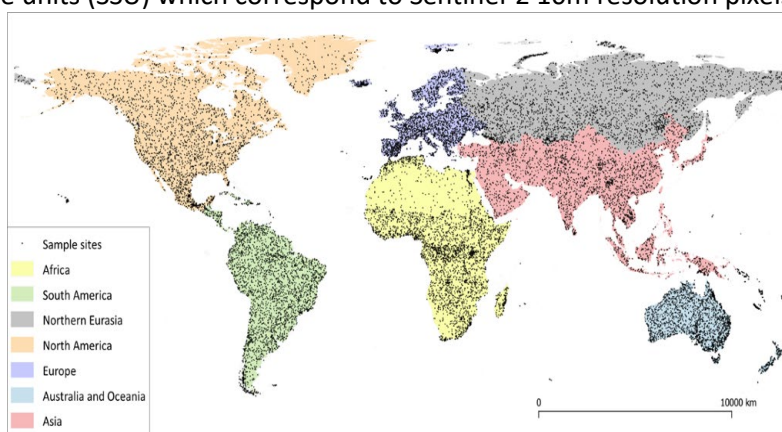 e units (SSU) which correspond to Sentinel 2 10m resolution pixels
Sample sites
Africa
South America
Northern Eurasia
North America
Europe
Australia and Oceania
Asia
0 10000 km